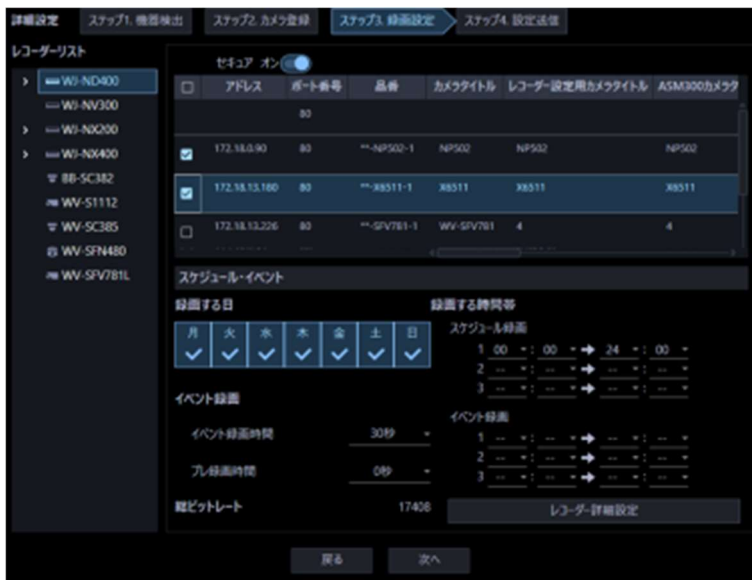 詳細設定 ステップ1. 機器検出 ステップ2. カメラ登録 ステップ3. 録画設定 ステップ4. 設定送信
レコーダーリスト
WJ-ND400
WJ-NV300
WJ-NX200
WJ-NX400
BB-SC382
WV-S1112
WV-SC385
WV-SFN480
WV-SFV781L
セキュア オン
アドレス ポート番号 品番 カメラタイトル レコーダー設定用カメラタイトル ASM300カメラタ
80
172.18.0.90 80 **-NP502-1 NP502 NP502 NP502
172.18.13.160 80 **-X6511-1 X6511 X6511 X6511
172.18.13.226 80 **-SFV781-1 WV-SFV781 4 4
スケジュール・イベント
録画する日
月 火 水 木 金 土 日
イベント録画
イベント録画時間 30秒
プレ録画時間 0秒
総ビットレート 17408
録画する時間帯
スケジュール録画
1 00 : 00 → 24 : 00
2 -- : -- → -- : --
3 -- : -- → -- : --
イベント録画
1 -- : -- → -- : --
2 -- : -- → -- : --
3 -- : -- → -- : --
レコーダー詳細設定
戻る 次へ